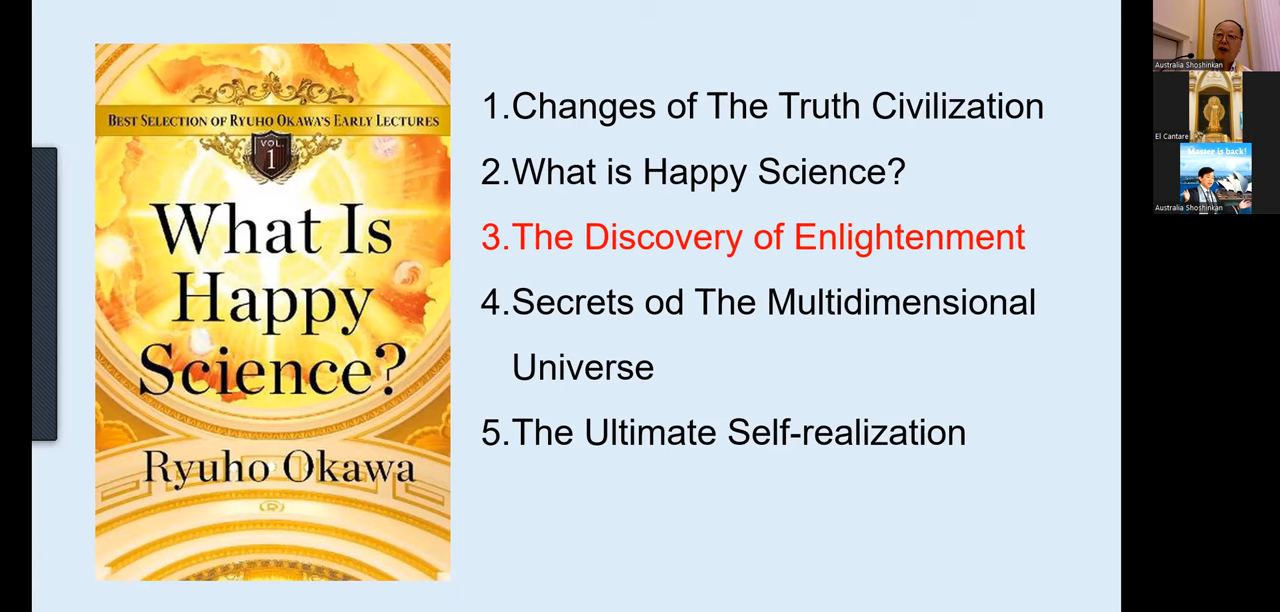 BEST SELECTION OF RYUHO OKAWA'S EARLY LECTURES
VOL.
1
What Is
Happy
Science?
Ryuho Okawa
R
1.Changes of The Truth Civilization
2.What is Happy Science?
3.The Discovery of Enlightenment
4.Secrets od The Multidimensional
Universe
5.The Ultimate Self-realization
Australia Shoshinkan
El Cantare
Master is back!
Australia Shoshinkan